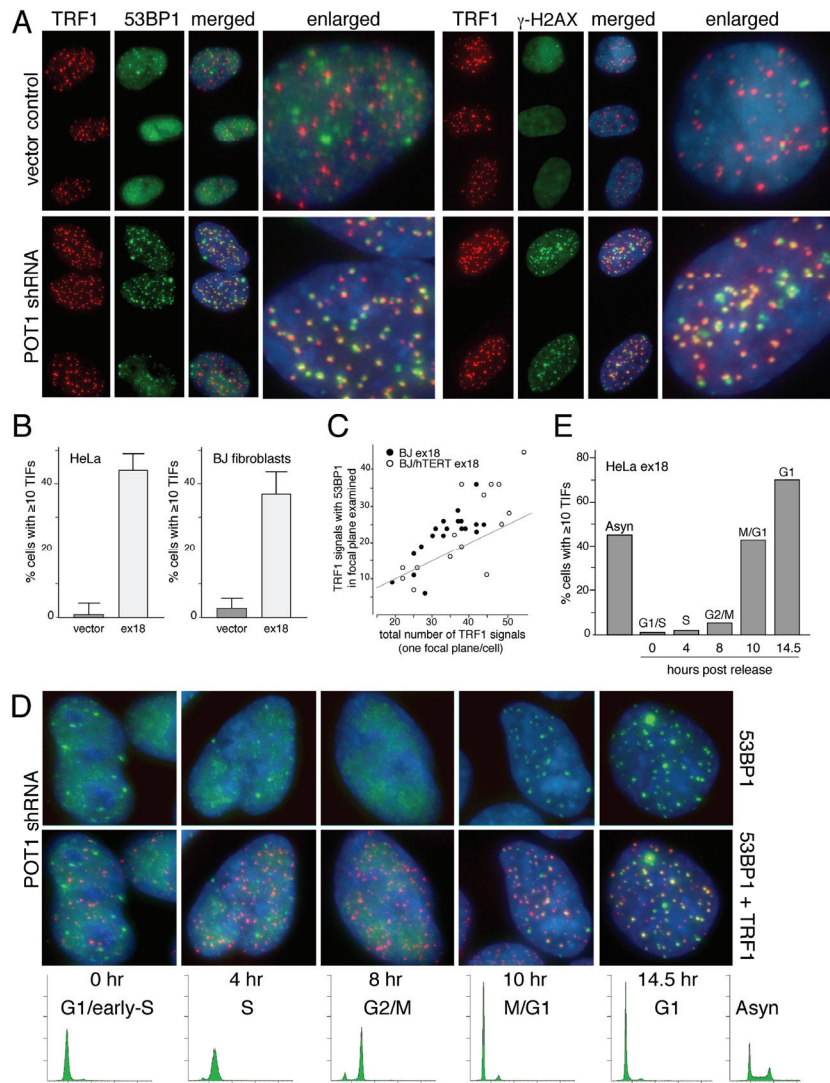 A
TRF1 53BP1 merged enlarged TRF1 γ-H2AX merged enlarged
vector control
POT1 shRNA
B
HeLa
% cells with ≥10 TIFs
40
20
0
vector ex18
BJ fibroblasts
% cells with ≥10 TIFs
40
20
0
vector ex18
C
● BJ ex18
○ BJ/hTERT ex18
TRF1 signals with 53BP1
in focal plane examined
40
30
20
10
20 30 40 50
total number of TRF1 signals
(one focal plane/cell)
E
HeLa ex18
% cells with ≥10 TIFs
80
60
40
20
0
Asyn
G1/S
S
G2/M
M/G1
G1
0 4 8 10 14.5
hours post release
D
POT1 shRNA
53BP1
53BP1 + TRF1
0 hr 4 hr 8 hr 10 hr 14.5 hr
G1/early-S S G2/M M/G1 G1 Asyn